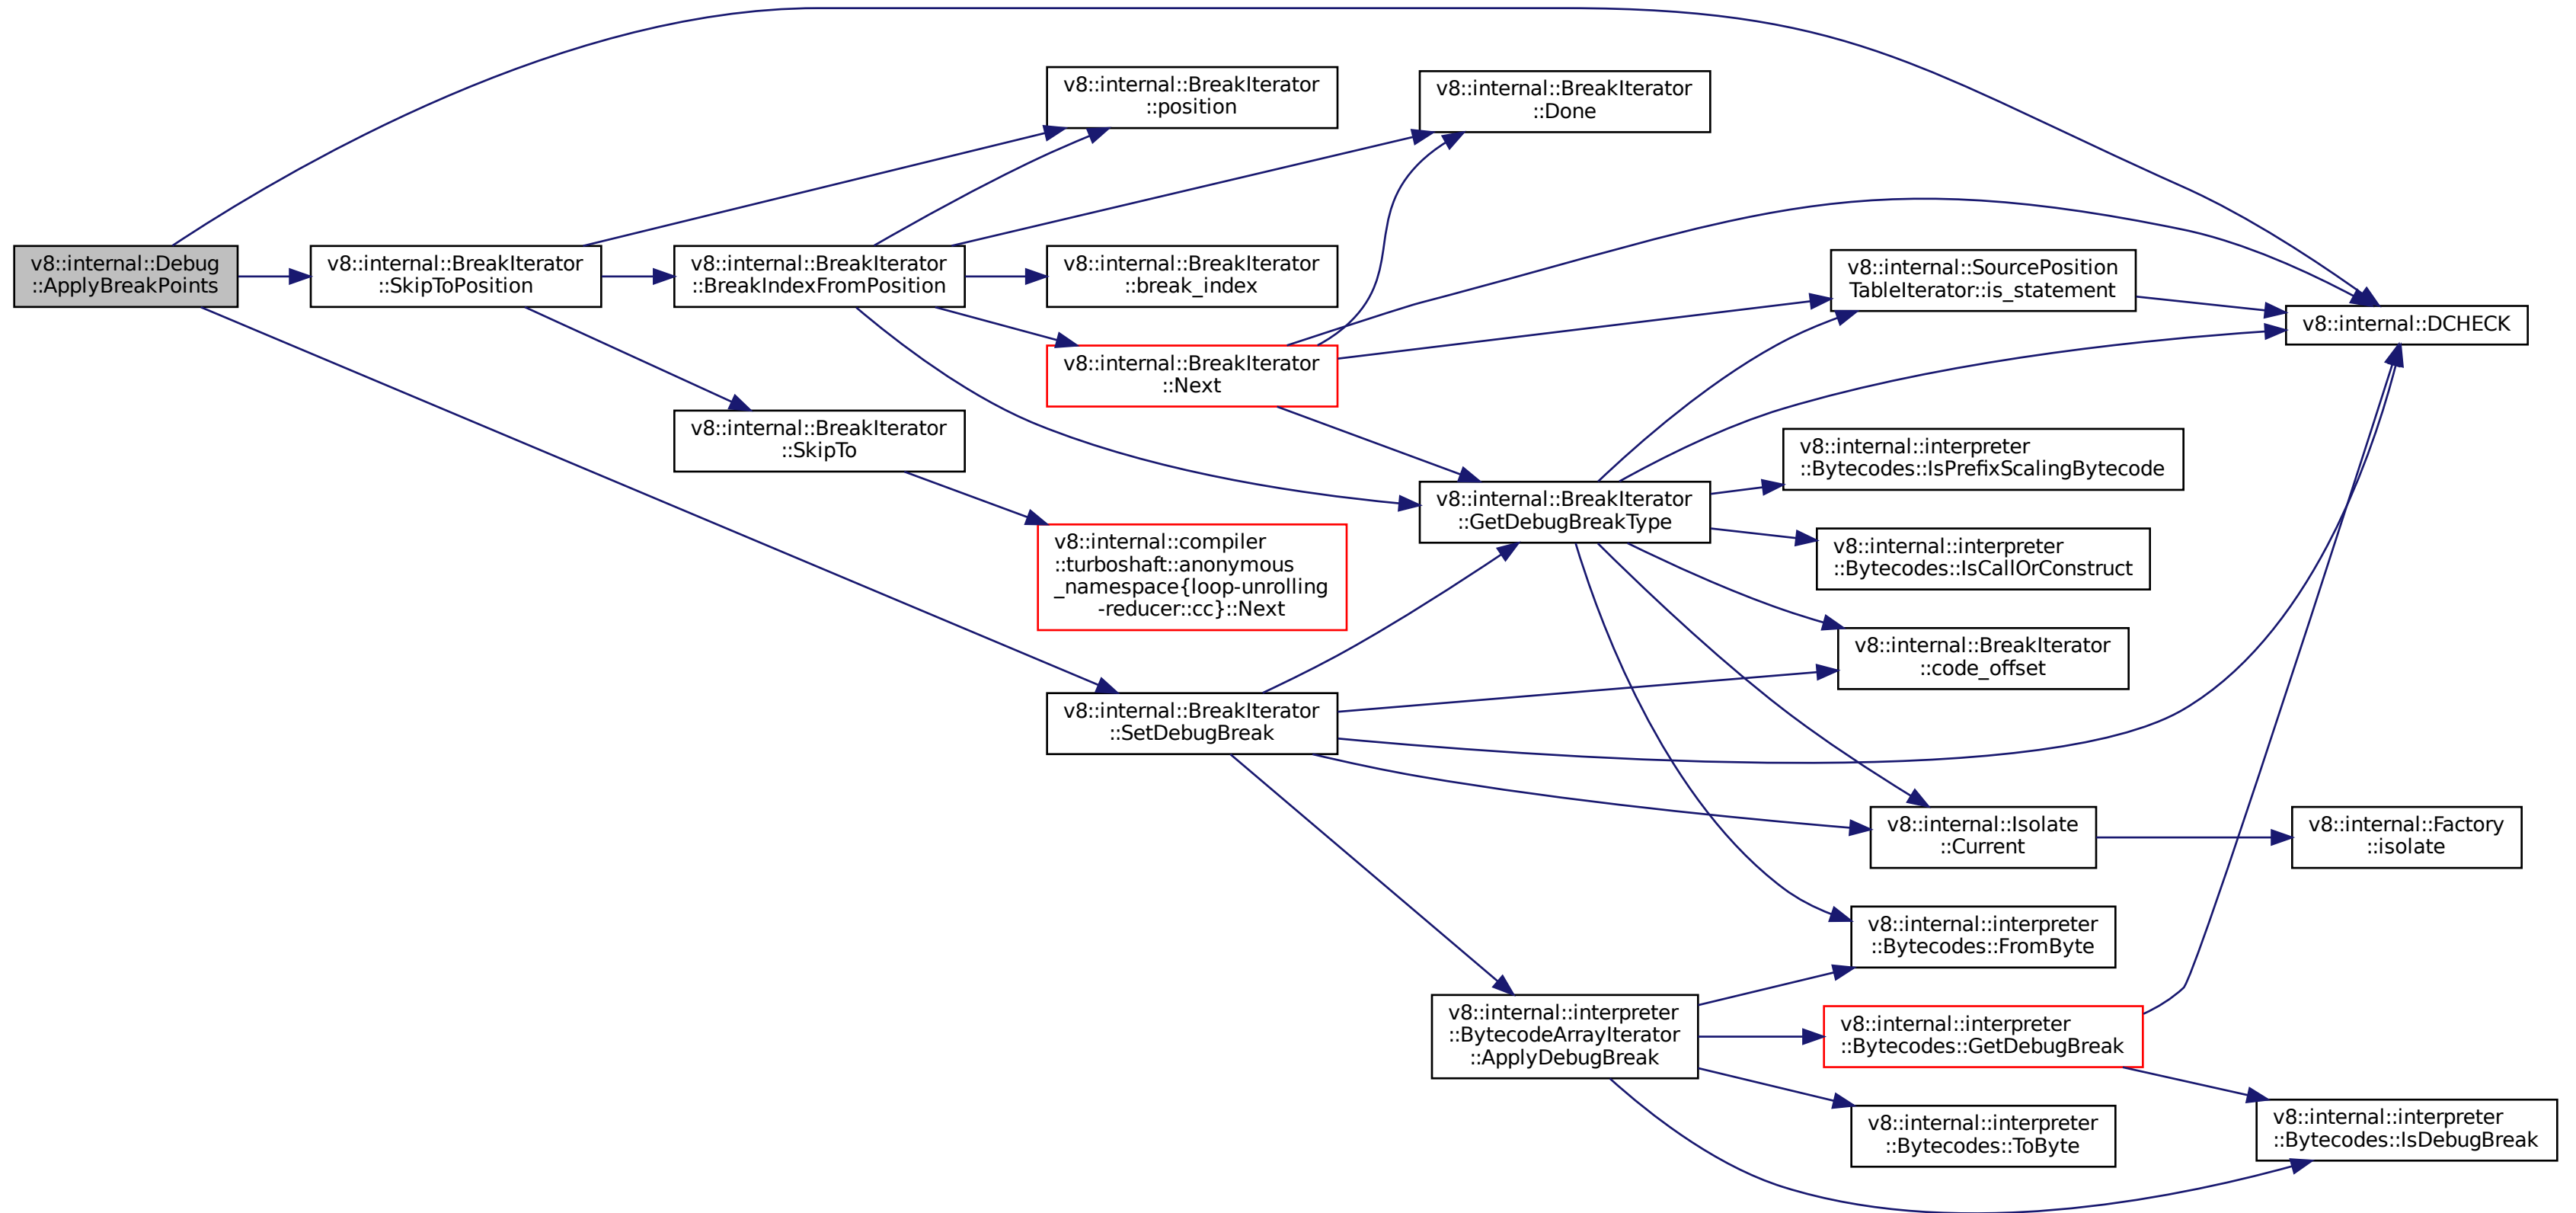 v8::internal::Debug
::ApplyBreakPoints
v8::internal::BreakIterator
::SkipToPosition
v8::internal::BreakIterator
::BreakIndexFromPosition
v8::internal::BreakIterator
::SkipTo
v8::internal::BreakIterator
::position
v8::internal::BreakIterator
::break_index
v8::internal::BreakIterator
::Next
v8::internal::compiler
::turboshaft::anonymous
_namespace{loop-unrolling
-reducer::cc}::Next
v8::internal::BreakIterator
::SetDebugBreak
v8::internal::BreakIterator
::Done
v8::internal::BreakIterator
::GetDebugBreakType
v8::internal::interpreter
::BytecodeArrayIterator
::ApplyDebugBreak
v8::internal::SourcePosition
TableIterator::is_statement
v8::internal::interpreter
::Bytecodes::IsPrefixScalingBytecode
v8::internal::interpreter
::Bytecodes::IsCallOrConstruct
v8::internal::BreakIterator
::code_offset
v8::internal::Isolate
::Current
v8::internal::interpreter
::Bytecodes::FromByte
v8::internal::interpreter
::Bytecodes::GetDebugBreak
v8::internal::interpreter
::Bytecodes::ToByte
v8::internal::DCHECK
v8::internal::Factory
::isolate
v8::internal::interpreter
::Bytecodes::IsDebugBreak